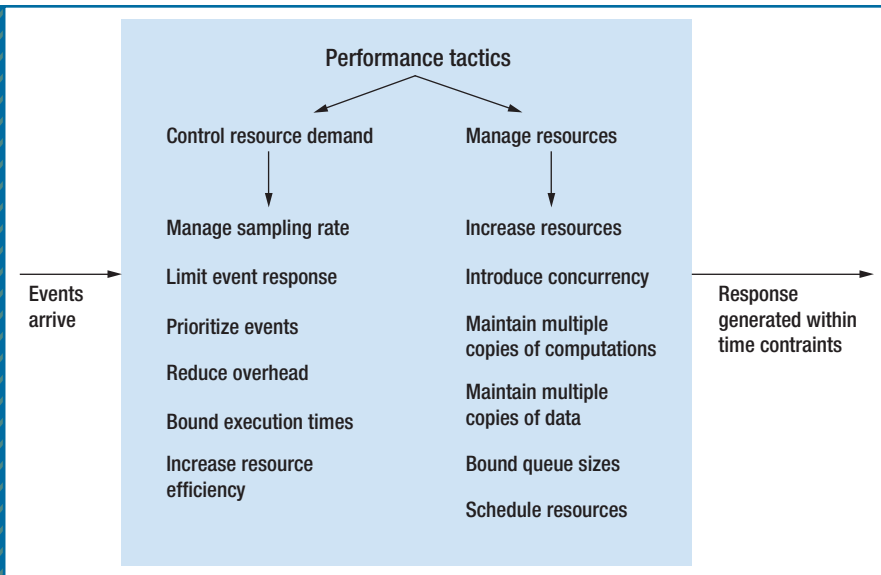 Performance tactics
Control resource demand
Manage resources
Manage sampling rate
Limit event response
Prioritize events
Reduce overhead
Bound execution times
Increase resource
efficiency
Increase resources
Introduce concurrency
Maintain multiple
copies of computations
Maintain multiple
copies of data
Bound queue sizes
Schedule resources
Events
arrive
Response
generated within
time contraints